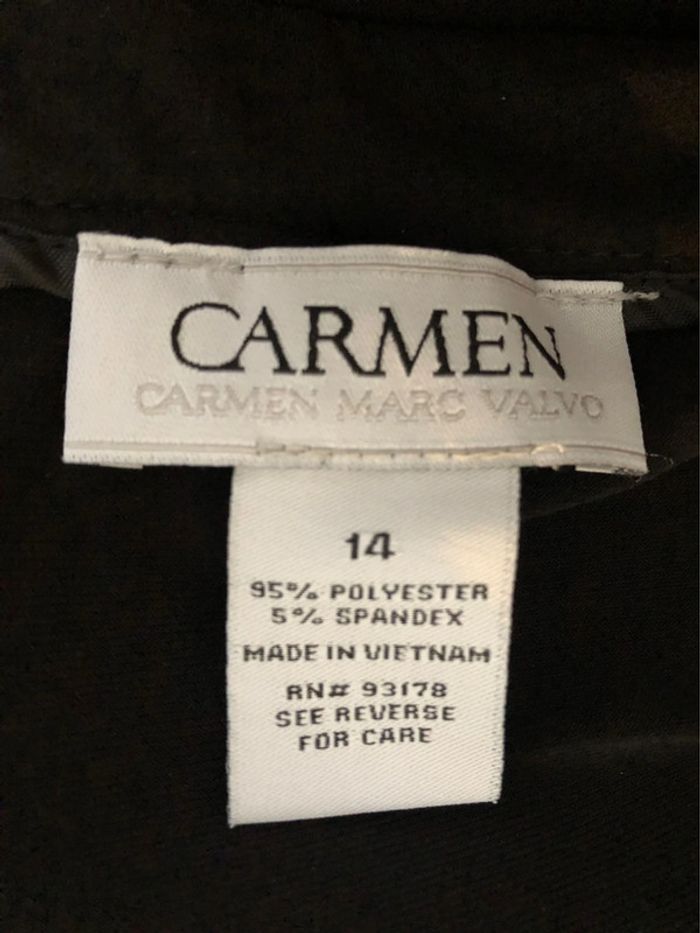 CARMEN
CARMEN MARC VALVO
14
95% POLYESTER
5% SPANDEX
MADE IN VIETNAM
RN# 93178
SEE REVERSE
FOR CARE